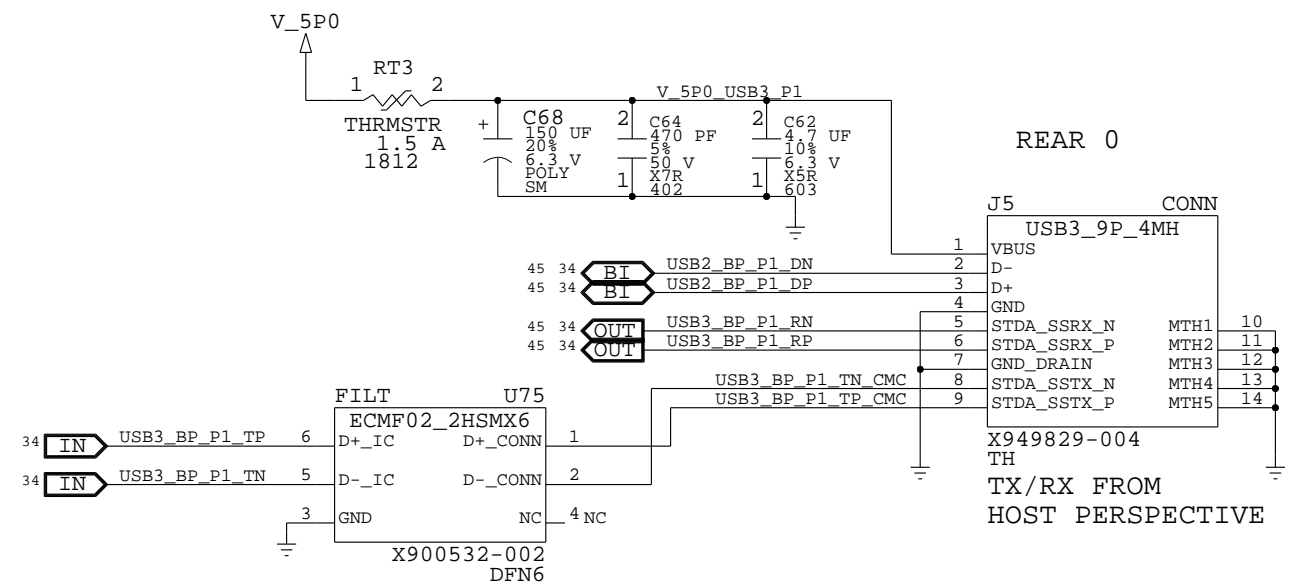 V_5P0
RT3
1 2
THRMSTR
1.5 A
1812
V_5P0_USB3_P1
+
C68
150 UF
20%
6.3 V
POLY
SM
2
1
C64
470 PF
5%
50 V
X7R
402
2
1
C62
4.7 UF
10%
6.3 V
X5R
603
REAR 0
J5 CONN
USB3_9P_4MH
1 VBUS
45 34 BI USB2_BP_P1_DN 2 D-
45 34 BI USB2_BP_P1_DP 3 D+
4 GND
45 34 OUT USB3_BP_P1_RN 5 STDA_SSRX_N MTH1 10
45 34 OUT USB3_BP_P1_RP 6 STDA_SSRX_P MTH2 11
7 GND_DRAIN MTH3 12
USB3_BP_P1_TN_CMC 8 STDA_SSTX_N MTH4 13
USB3_BP_P1_TP_CMC 9 STDA_SSTX_P MTH5 14
X949829-004
TH
TX/RX FROM
HOST PERSPECTIVE
FILT U75
ECMF02_2HSMX6
34 IN USB3_BP_P1_TP 6 D+_IC D+_CONN 1
34 IN USB3_BP_P1_TN 5 D-_IC D-_CONN 2
3 GND NC 4 NC
X900532-002
DFN6